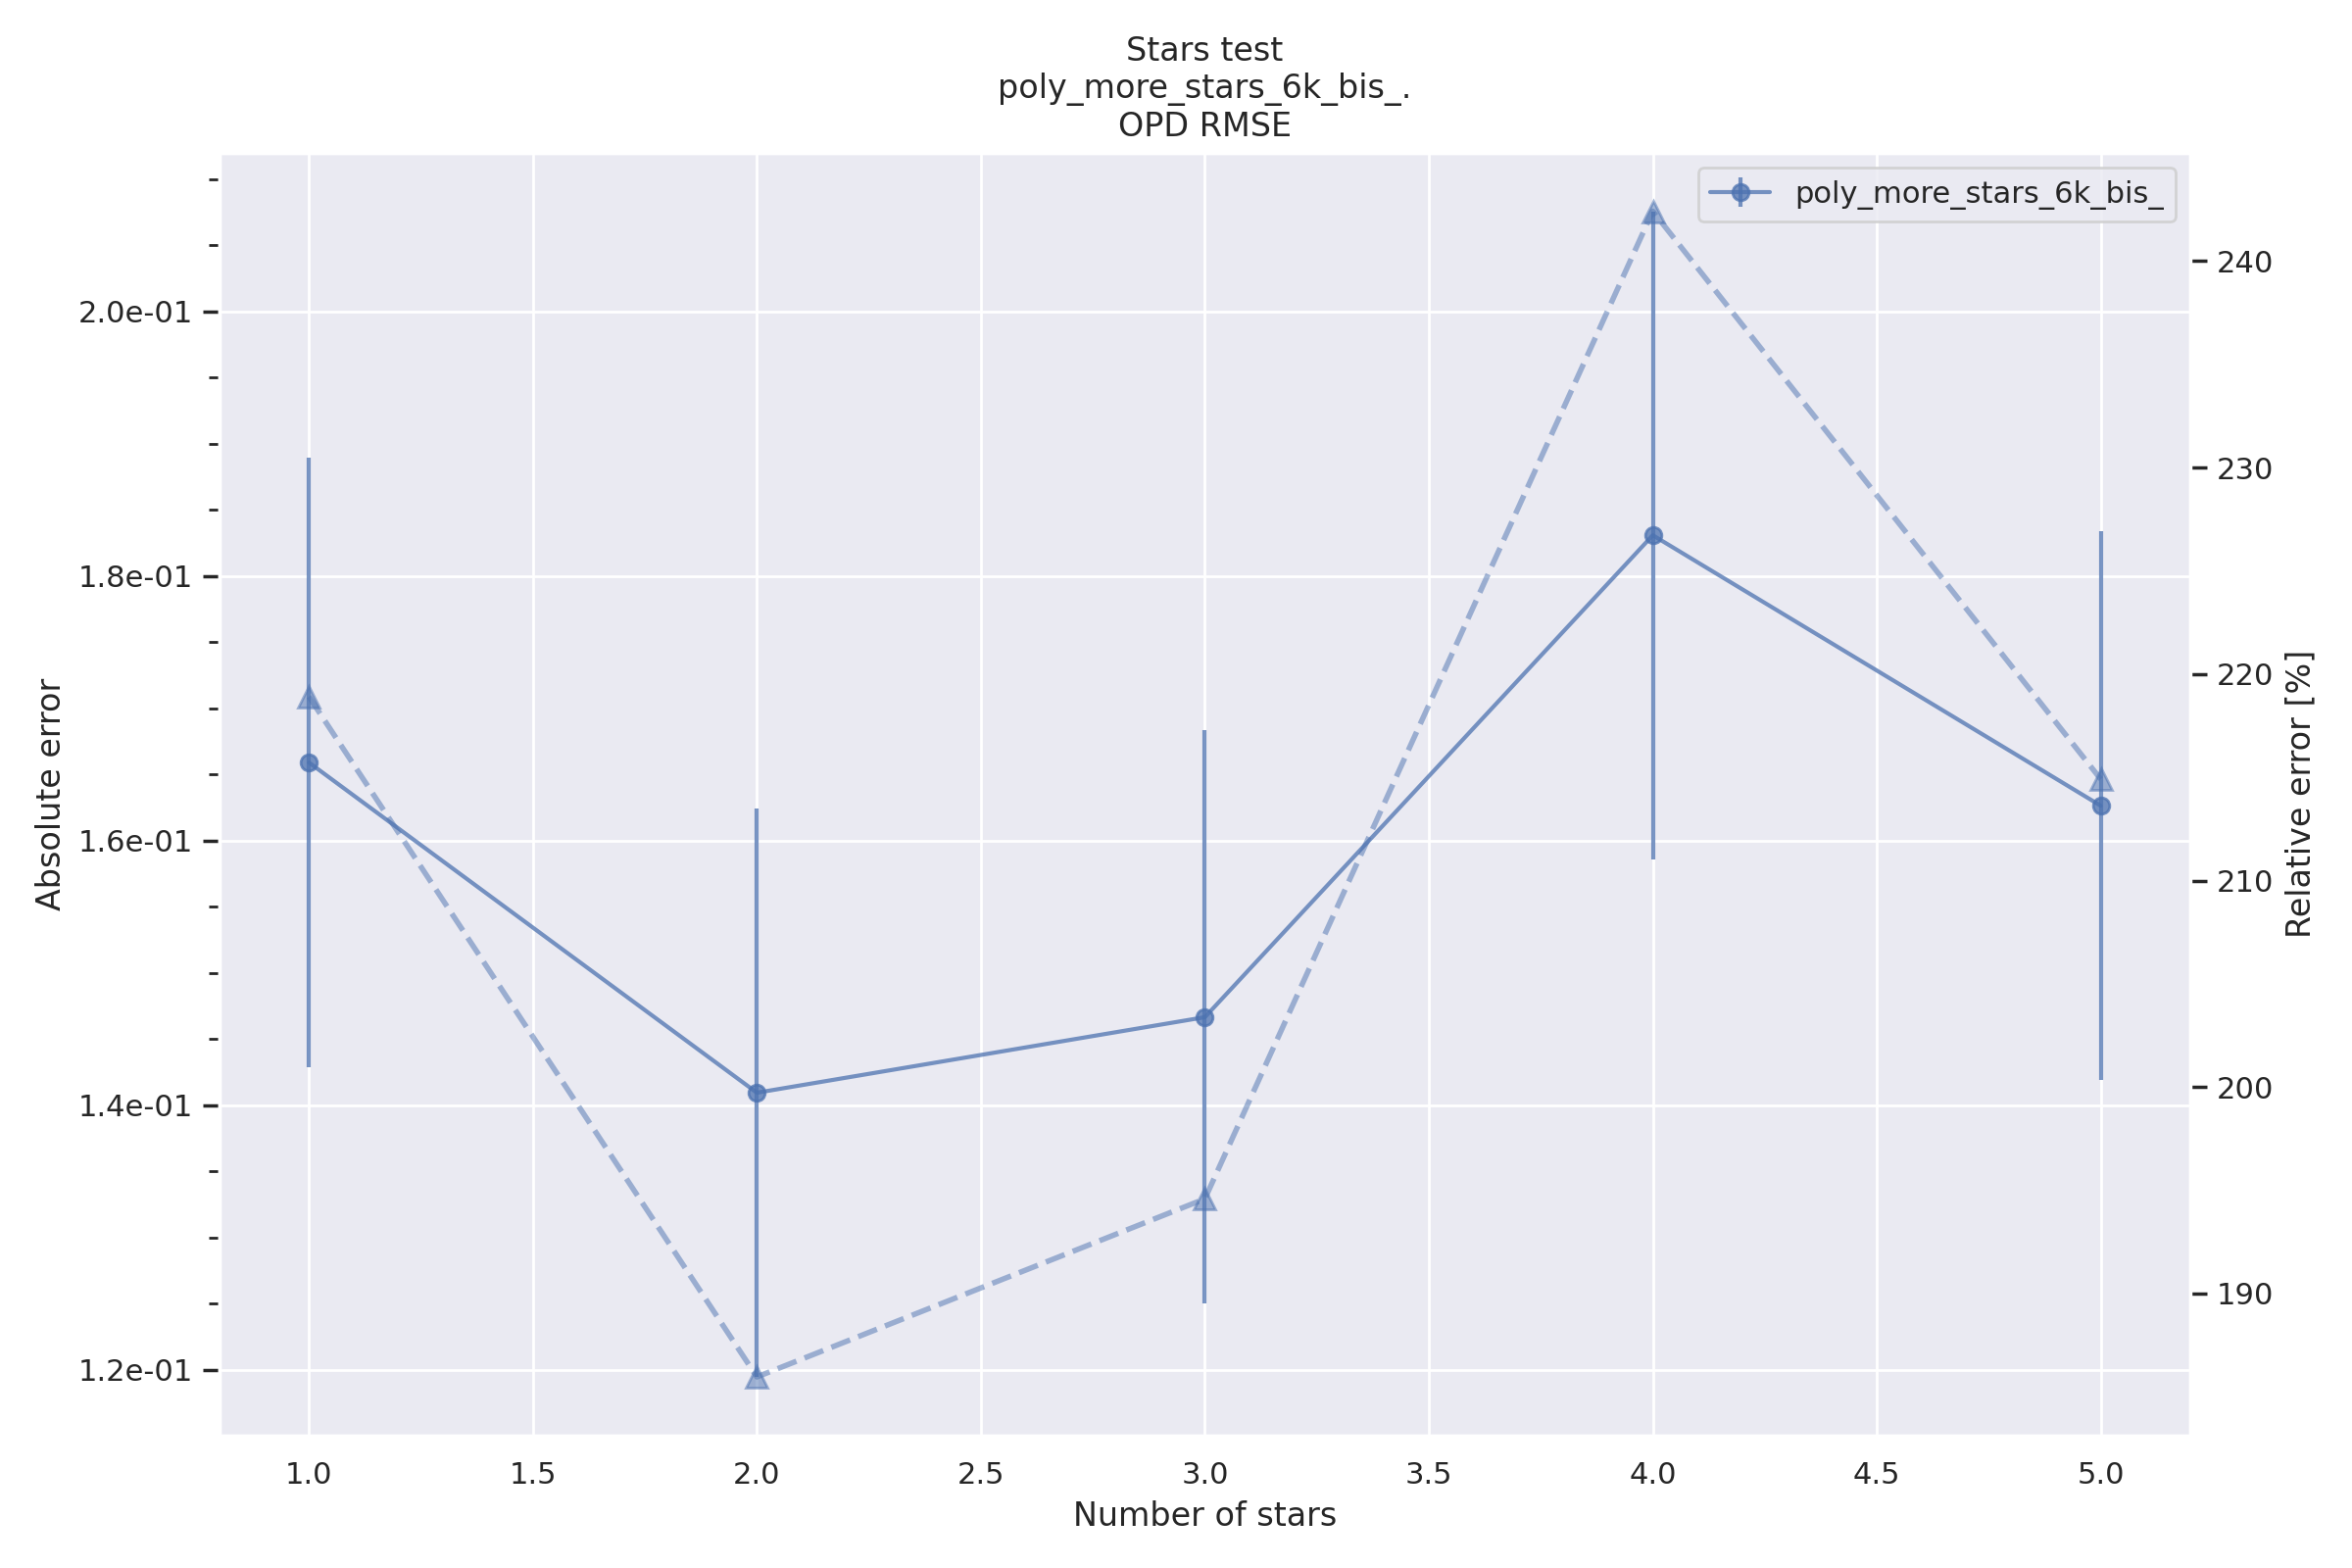 Stars test
poly_more_stars_6k_bis_.
OPD RMSE
poly_more_stars_6k_bis_
Absolute error
2.0e-01
1.8e-01
1.6e-01
1.4e-01
1.2e-01
240
230
220
210
200
190
Relative error [%]
1.0 1.5 2.0 2.5 3.0 3.5 4.0 4.5 5.0
Number of stars